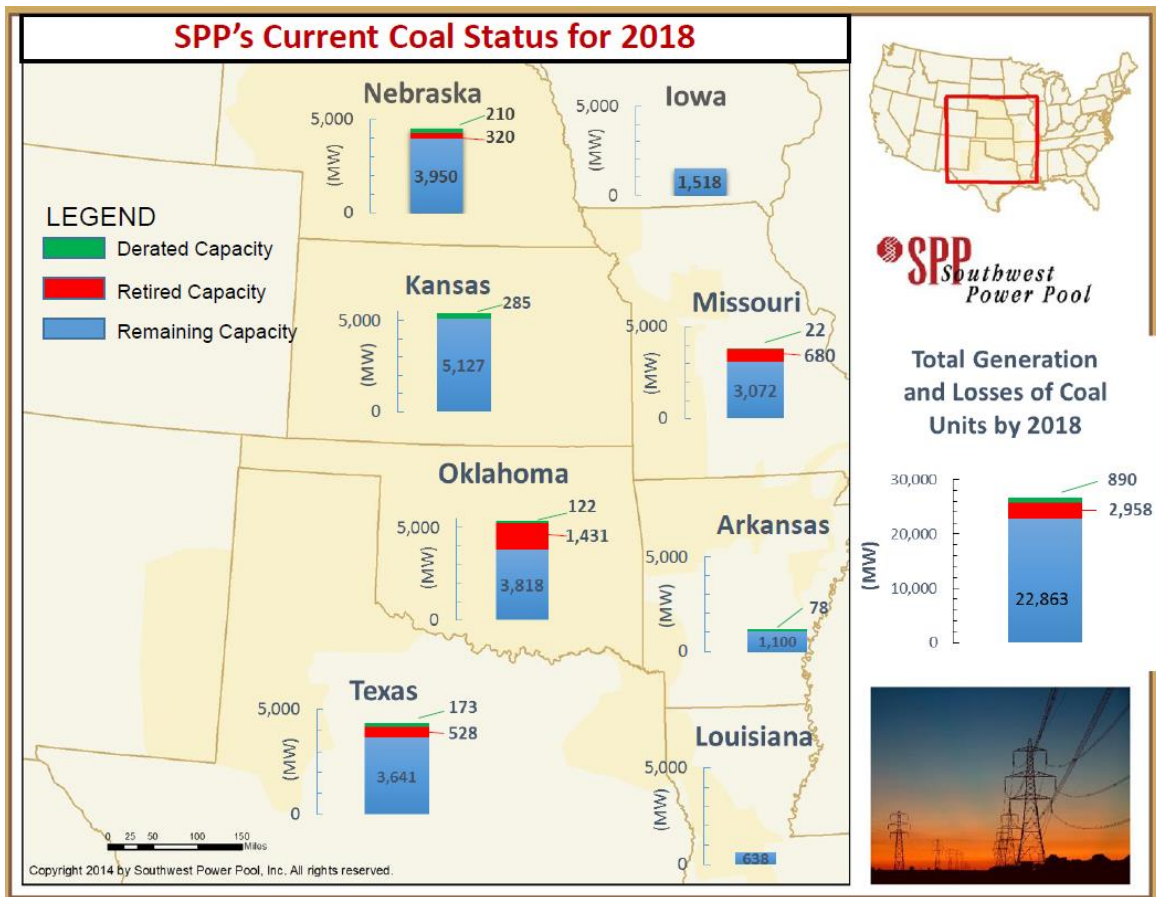 SPP's Current Coal Status for 2018
Nebraska
5,000
(MW)
0
210
320
3,950
Iowa
5,000
(MW)
0
1,518
LEGEND
Derated Capacity
Retired Capacity
Remaining Capacity
Kansas
5,000
(MW)
0
285
5,127
Missouri
5,000
(MW)
0
22
680
3,072
Oklahoma
5,000
(MW)
0
122
1,431
3,818
Arkansas
5,000
(MW)
0
78
1,100
Texas
5,000
(MW)
0
173
528
3,641
Louisiana
5,000
(MW)
0
638
0 25 50 100 150
Miles
Copyright 2014 by Southwest Power Pool, Inc. All rights reserved.
SPP
Southwest
Power Pool
Total Generation
and Losses of Coal
Units by 2018
30,000
20,000
10,000
0
(MW)
890
2,958
22,863